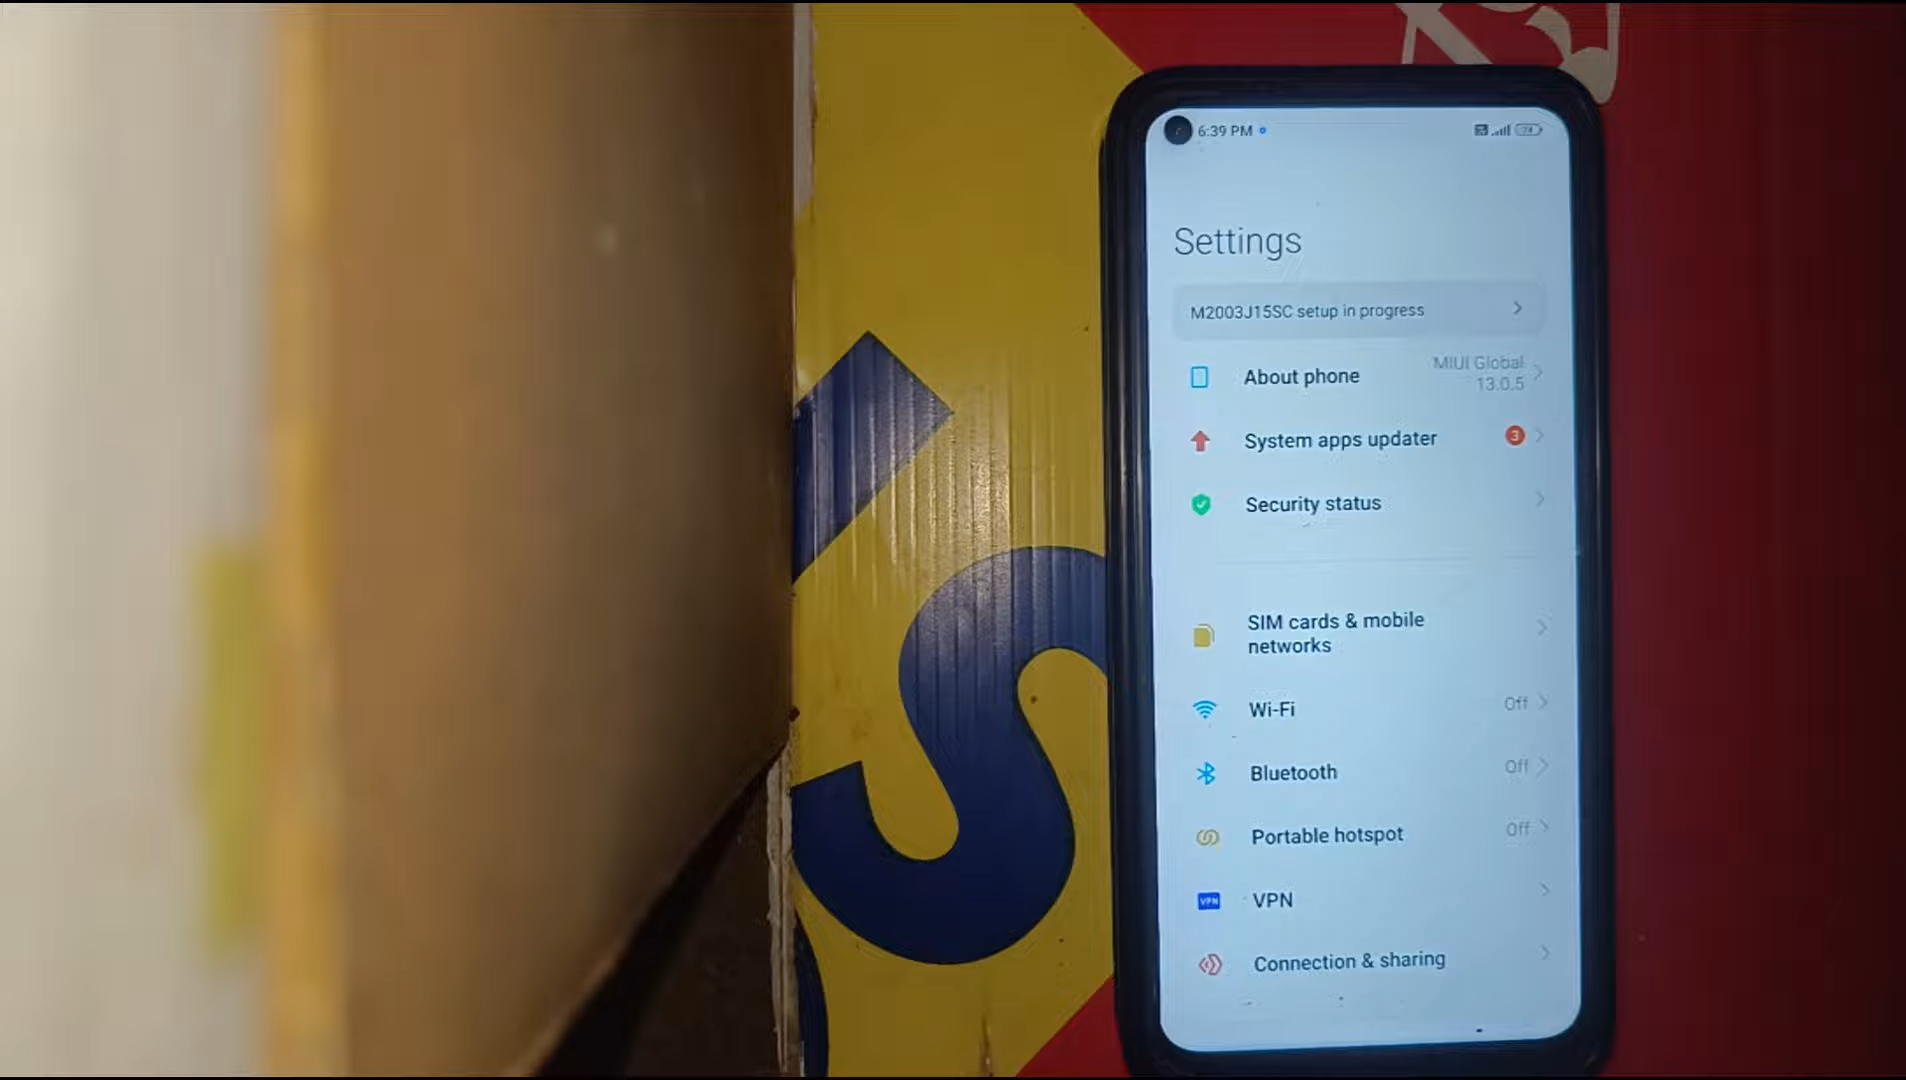 6:39 PM
Settings
M2003J15SC setup in progress
About phone
MIUI Global
13.0.5
System apps updater
3
Security status
SIM cards & mobile
networks
Wi-Fi
Off
Bluetooth
Off
Portable hotspot
Off
VPN
VPN
Connection & sharing